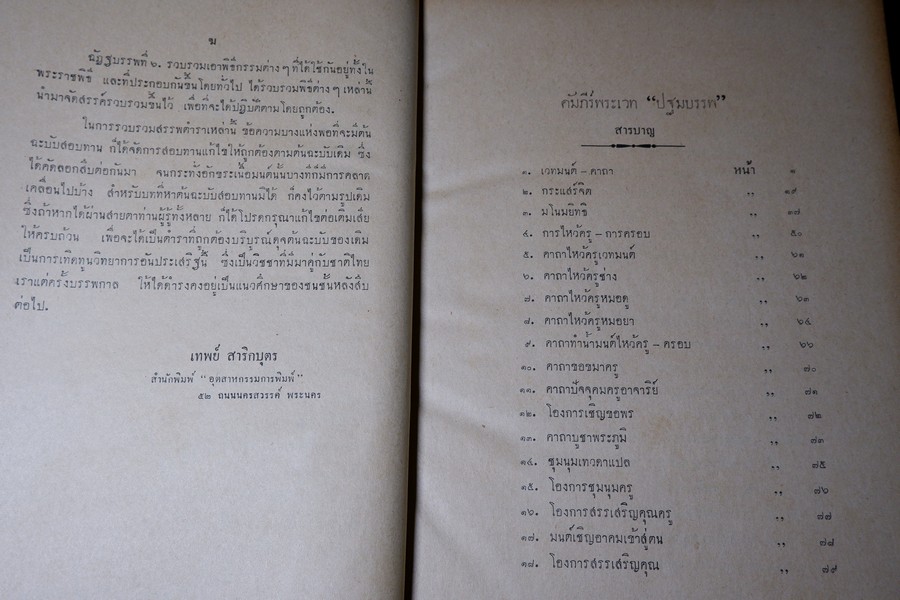 ฆ
ฉัฏฐบรรพที่ ๖. รวบรวมเอาพิธีกรรมต่าง ๆ ที่ได้ใช้กันอยู่ทั้งใน
พระราชพิธี และที่ประกอบกันขึ้นโดยทั่วไป ได้รวบรวมพิธีต่าง ๆ เหล่านี้
นำมาจัดสรรค์รวบรวมขึ้นไว้ เพื่อที่จะได้ปฏิบัติตามโดยถูกต้อง.
ในการรวบรวมสรรพตำราเหล่านี้ ข้อความบางแห่งพอที่จะมีต้น
ฉะบับสอบทาน ก็ได้จัดการสอบทานแก้ไขให้ถูกต้องตามต้นฉะบับเดิม ซึ่ง
ได้คัดลอกสืบต่อกันมา จนกระทั่งอักขระเนื้อมนต์นั้นบางทีก็มีการคลาด
เคลื่อนไปบ้าง สำหรับบทที่หาต้นฉะบับสอบทานมิได้ ก็คงไว้ตามรูปเดิม
ซึ่งถ้าหากได้ผ่านสายตาท่านผู้รู้ทั้งหลาย ก็ได้โปรดกรุณาแก้ไขต่อเติมเสีย
ให้ครบถ้วน เพื่อจะได้เป็นตำราที่ถูกต้องบริบูรณ์ดุจต้นฉะบับของเดิม
เป็นการเทิดทูนวิทยาการอันประเสริฐนี้ ซึ่งเป็นวิชชาที่มีมาคู่กับชาติไทย
เราแต่ครั้งบรรพกาล ให้ได้ดำรงคงอยู่เป็นแนวศึกษาของชนชั้นหลังสืบ
ต่อไป.
เทพย์ สาริกบุตร
สำนักพิมพ์ “อุตสาหกรรมการพิมพ์”
๕๒ ถนนนครสวรรค์ พระนคร
คัมภีร์พระเวท “ปฐมบรรพ”
สารบาญ
๑. เวทมนต์ – คาถา หน้า ๑
๒. กระแสร์จิต ,, ๑๙
๓. มโนมยิทธิ ,, ๓๗
๔. การไหว้ครู – การครอบ ,, ๕๐
๕. คาถาไหว้ครูเวทมนต์ ,, ๖๑
๖. คาถาไหว้ครูช่าง ,, ๖๒
๗. คาถาไหว้ครูหมอดู ,, ๖๓
๘. คาถาไหว้ครูหมอยา ,, ๖๔
๙. คาถาทำน้ำมนต์ไหว้ครู – ครอบ ,, ๖๖
๑๐. คาถาขอขมาครู ,, ๗๐
๑๑. คาถาปัจจุคมครูอาจารีย์ ,, ๗๑
๑๒. โองการเชิญขอพร ,, ๗๒
๑๓. คาถาบูชาพระภูมิ ,, ๗๓
๑๔. ชุมนุมเทวดาแปล ,, ๗๕
๑๕. โองการชุมนุมครู ,, ๗๖
๑๖. โองการสรรเสริญคุณครู ,, ๗๗
๑๗. มนต์เชิญอาคมเข้าสู่ตน ,, ๗๘
๑๘. โองการสรรเสริญคุณ ,, ๗๙